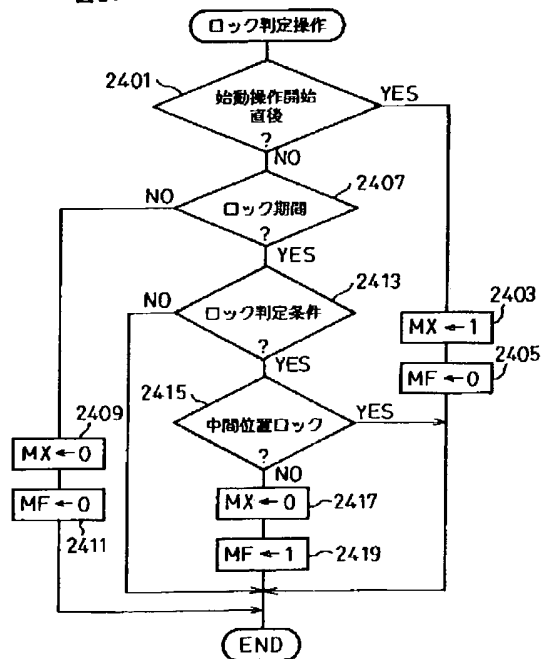 ロック判定操作
2401
始動操作開始
直後
?
YES
NO
2407
NO
ロック期間
?
YES
2413
NO
ロック判定条件
?
YES
2403
MX←1
2405
MF←0
2415
中間位置ロック
YES
?
NO
2409
MX←0
MX←0
2417
MF←0
2411
MF←1
2419
END